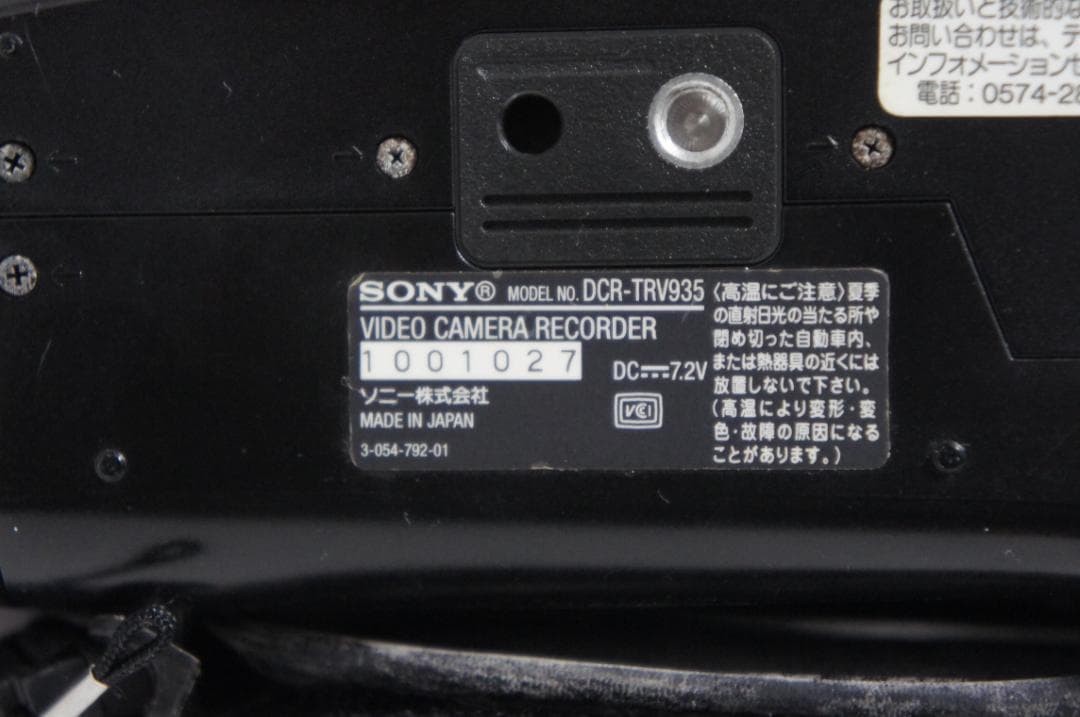 お取扱いと技術的な
お問い合わせは、テ
インフォメーションセ
電話：0574-28
SONY® MODEL NO. DCR-TRV935
VIDEO CAMERA RECORDER
1001027
DC 7.2V
ソニー株式会社
MADE IN JAPAN
VCI
3-054-792-01
〈高温にご注意〉夏季
の直射日光の当たる所や
閉め切った自動車内、
または熱器具の近くには
放置しないで下さい。
(高温により変形・変
色・故障の原因になる
ことがあります。)